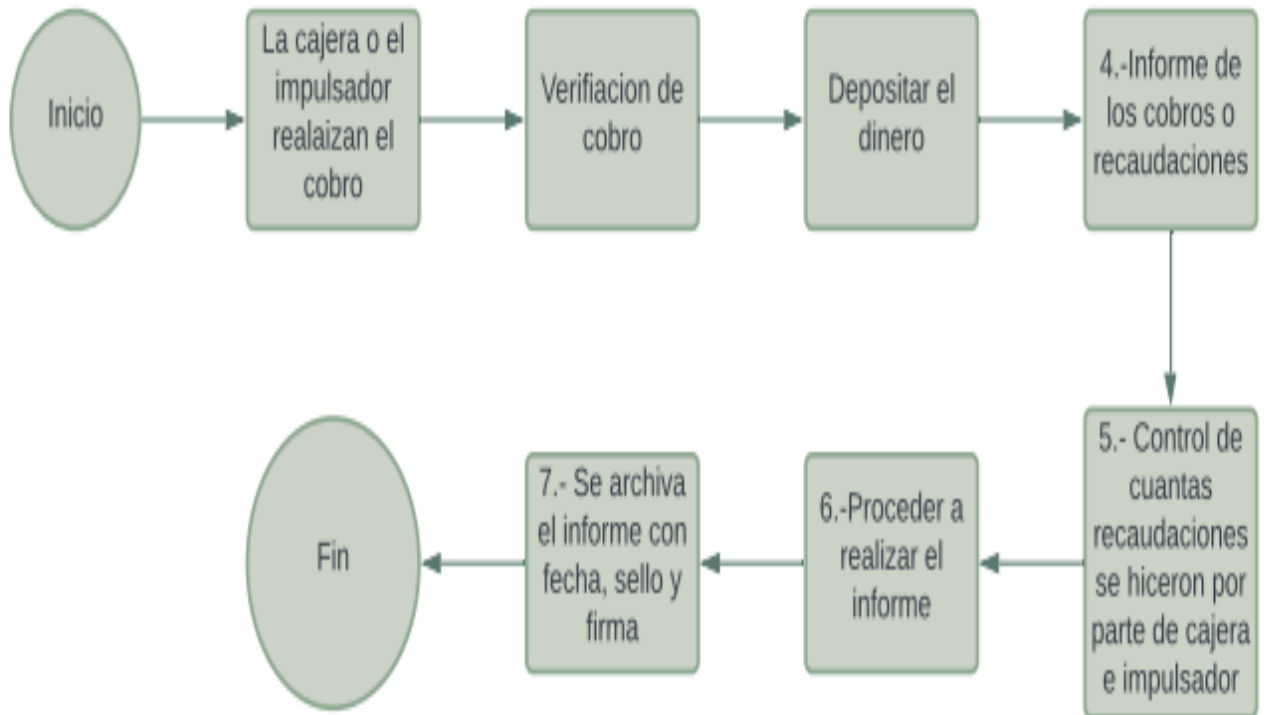 Inicio
La cajera o el
impulsador
realaizan el
cobro
Verifiacion de
cobro
Depositar el
dinero
4.-Informe de
los cobros o
recaudaciones
5.- Control de
cuantas
recaudaciones
se hiceron por
parte de cajera
e impulsador
6.-Proceder a
realizar el
informe
7.- Se archiva
el informe con
fecha, sello y
firma
Fin